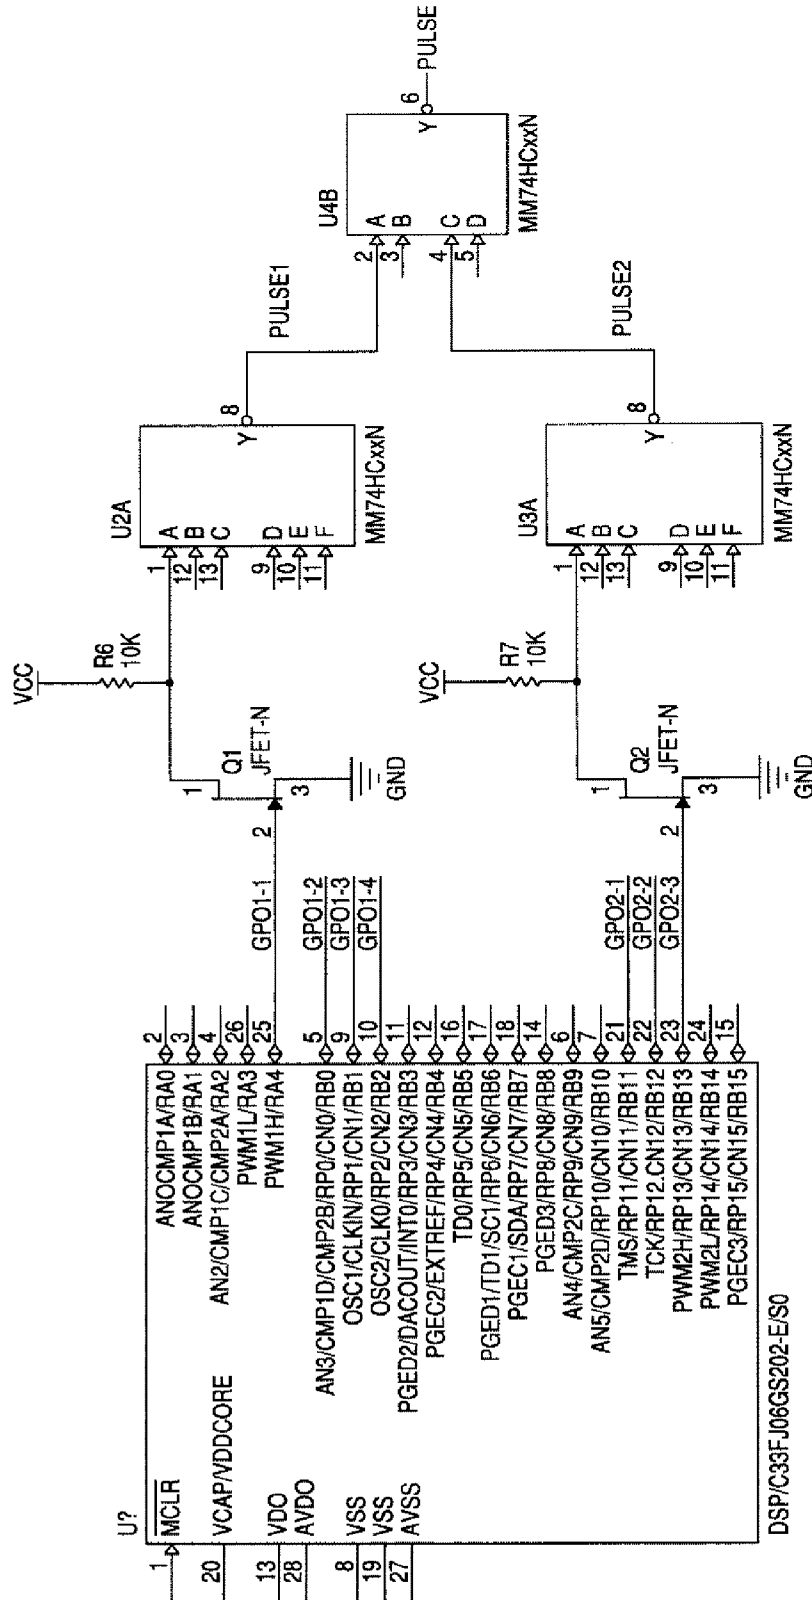 U?
1
MCLR
20
VCAP/VDDCORE
13
VDO
28
AVDO
8
VSS
19
VSS
27
AVSS
DSP/C33FJ06GS202-E/S0
ANOCMP1A/RA0
2
ANOCMP1B/RA1
3
AN2/CMP1C/CMP2A/RA2
4
PWM1L/RA3
26
PWM1H/RA4
25
AN3/CMP1D/CMP2B/RP0/CN0/RB0
5
OSC1/CLKIN/RP1/CN1/RB1
9
OSC2/CLK0/RP2/CN2/RB2
10
PGED2/DACOUT/INT0/RP3/CN3/RB3
11
PGEC2/EXTREF/RP4/CN4/RB4
12
TD0/RP5/CN5/RB5
16
PGED1/TD1/SC1/RP6/CN6/RB6
17
PGEC1/SDA/RP7/CN7/RB7
18
PGED3/RP8/CN8/RB8
14
AN4/CMP2C/RP9/CN9/RB9
6
AN5/CMP2D/RP10/CN10/RB10
7
TMS/RP11/CN11/RB11
21
TCK/RP12.CN12/RB12
22
PWM2H/RP13/CN13/RB13
23
PWM2L/RP14/CN14/RB14
24
PGEC3/RP15/CN15/RB15
15
GPO1-1
GPO1-2
GPO1-3
GPO1-4
GPO2-1
GPO2-2
GPO2-3
1
2
3
Q1
JFET-N
GND
VCC
R6
10K
1
2
3
Q2
JFET-N
GND
VCC
R7
10K
U2A
1
A
12
B
13
C
9
D
10
E
11
F
Y
8
MM74HCxxN
U3A
1
A
12
B
13
C
9
D
10
E
11
F
Y
8
MM74HCxxN
PULSE1
PULSE2
U4B
2
A
3
B
4
C
5
D
Y
6
MM74HCxxN
PULSE